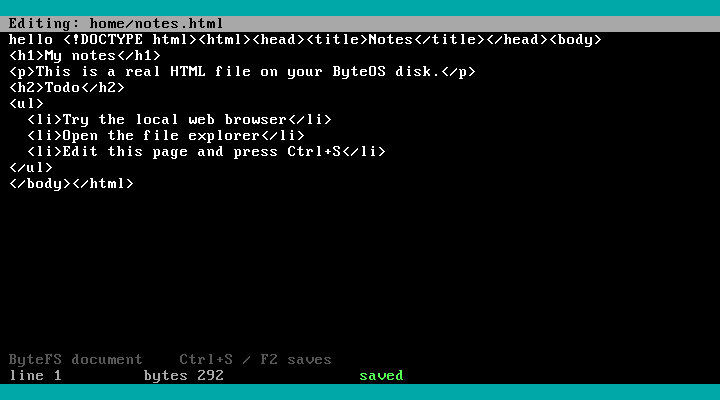 Editing: home/notes.html
hello <!DOCTYPE html><html><head><title>Notes</title></head><body>
<h1>My notes</h1>
<p>This is a real HTML file on your ByteOS disk.</p>
<h2>Todo</h2>
<ul>
  <li>Try the local web browser</li>
  <li>Open the file explorer</li>
  <li>Edit this page and press Ctrl+S</li>
</ul>
</body></html>
ByteFS document    Ctrl+S / F2 saves
line 1         bytes 292               saved